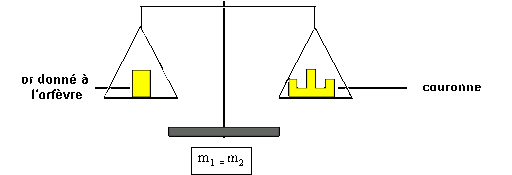 or donné à
l'orfèvre
couronne
m1 = m2